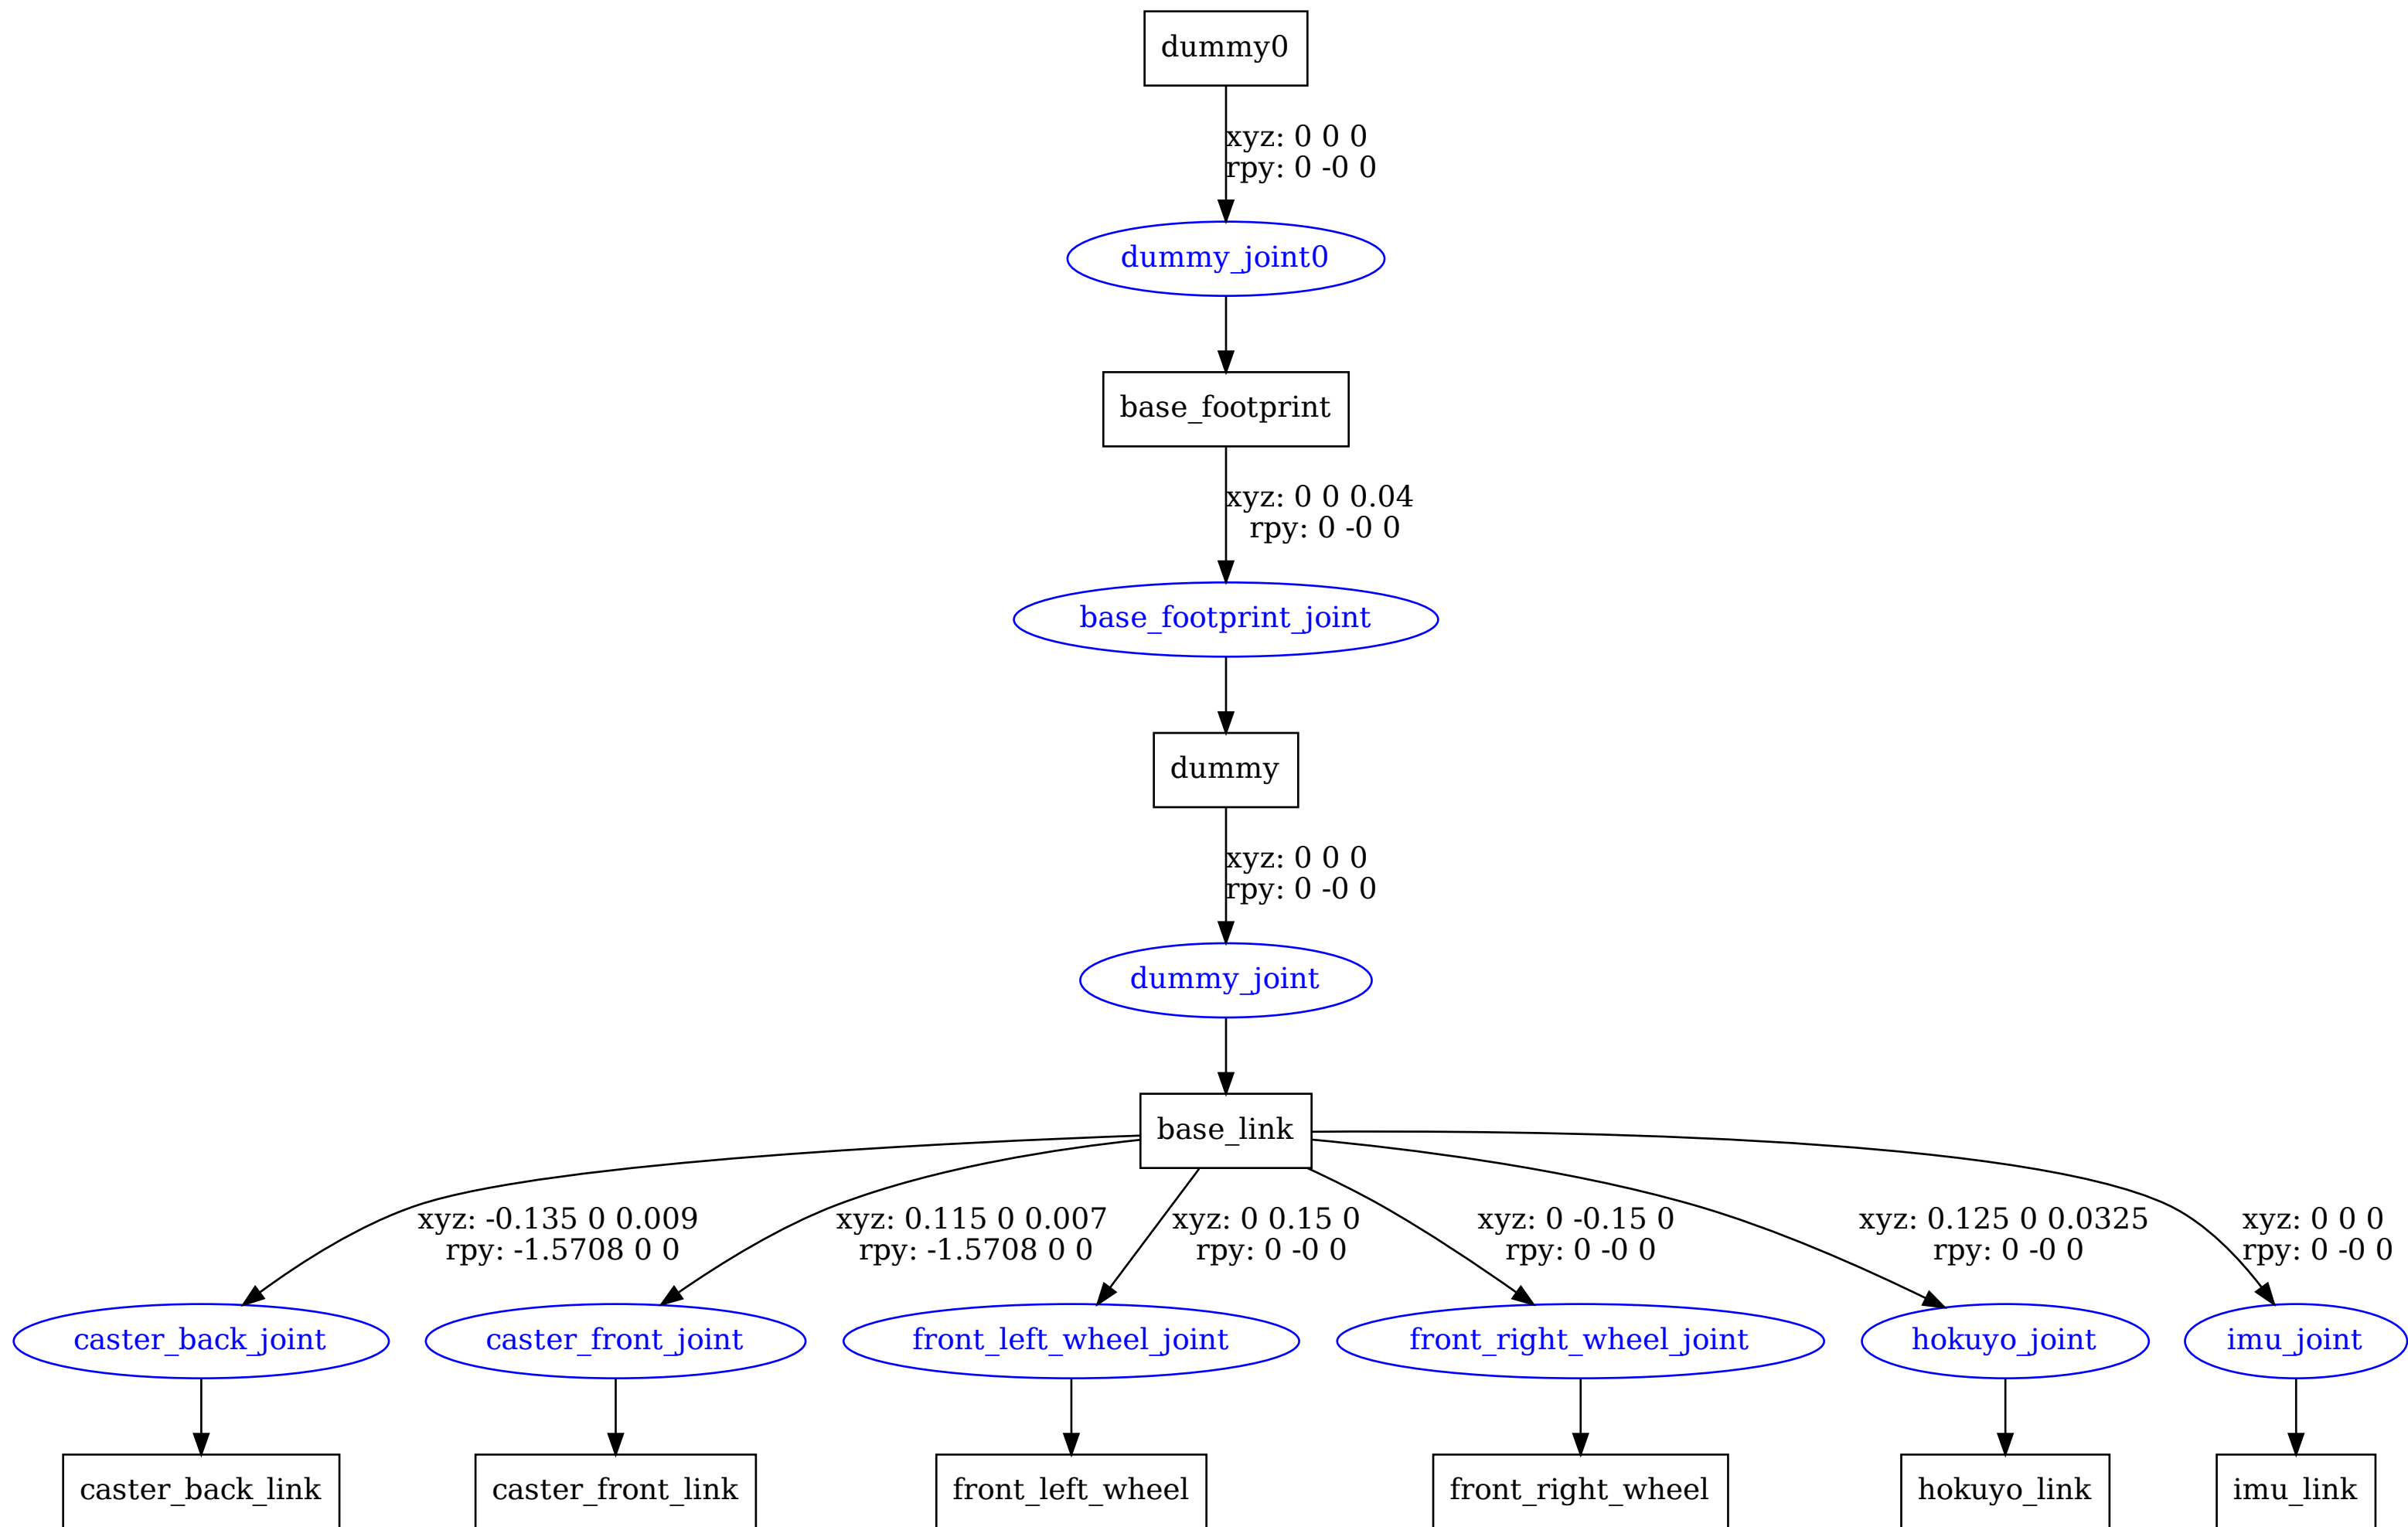 dummy0
xyz: 0 0 0
rpy: 0 -0 0
dummy_joint0
base_footprint
xyz: 0 0 0.04
rpy: 0 -0 0
base_footprint_joint
dummy
xyz: 0 0 0
rpy: 0 -0 0
dummy_joint
base_link
xyz: -0.135 0 0.009
rpy: -1.5708 0 0
xyz: 0.115 0 0.007
rpy: -1.5708 0 0
xyz: 0 0.15 0
rpy: 0 -0 0
xyz: 0 -0.15 0
rpy: 0 -0 0
xyz: 0.125 0 0.0325
rpy: 0 -0 0
xyz: 0 0 0
rpy: 0 -0 0
caster_back_joint
caster_front_joint
front_left_wheel_joint
front_right_wheel_joint
hokuyo_joint
imu_joint
caster_back_link
caster_front_link
front_left_wheel
front_right_wheel
hokuyo_link
imu_link